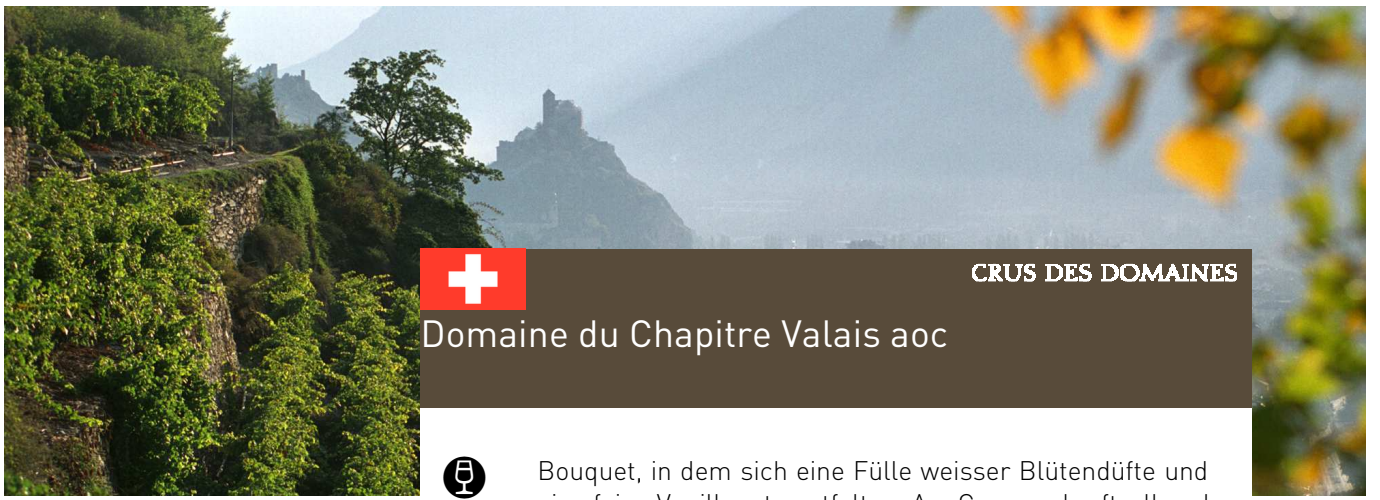 CRUS DES DOMAINES
Domaine du Chapitre Valais aoc
Bouquet, in dem sich eine Fülle weisser Blütendüfte und